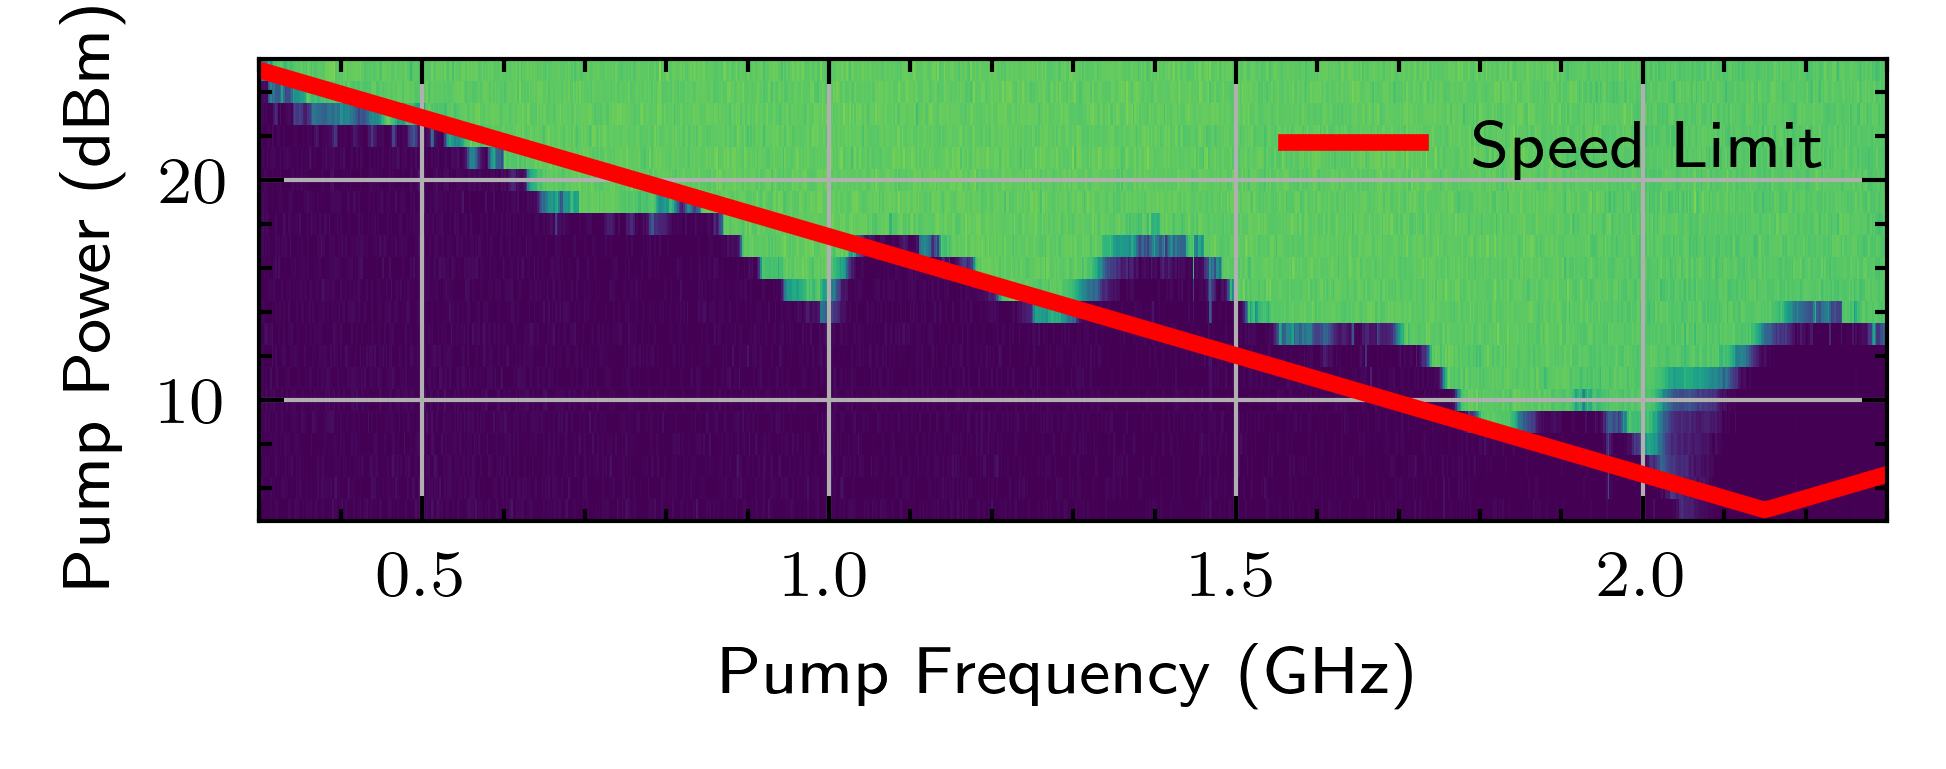 Pump Power (dBm)
20
10
Speed Limit
0.5 1.0 1.5 2.0
Pump Frequency (GHz)